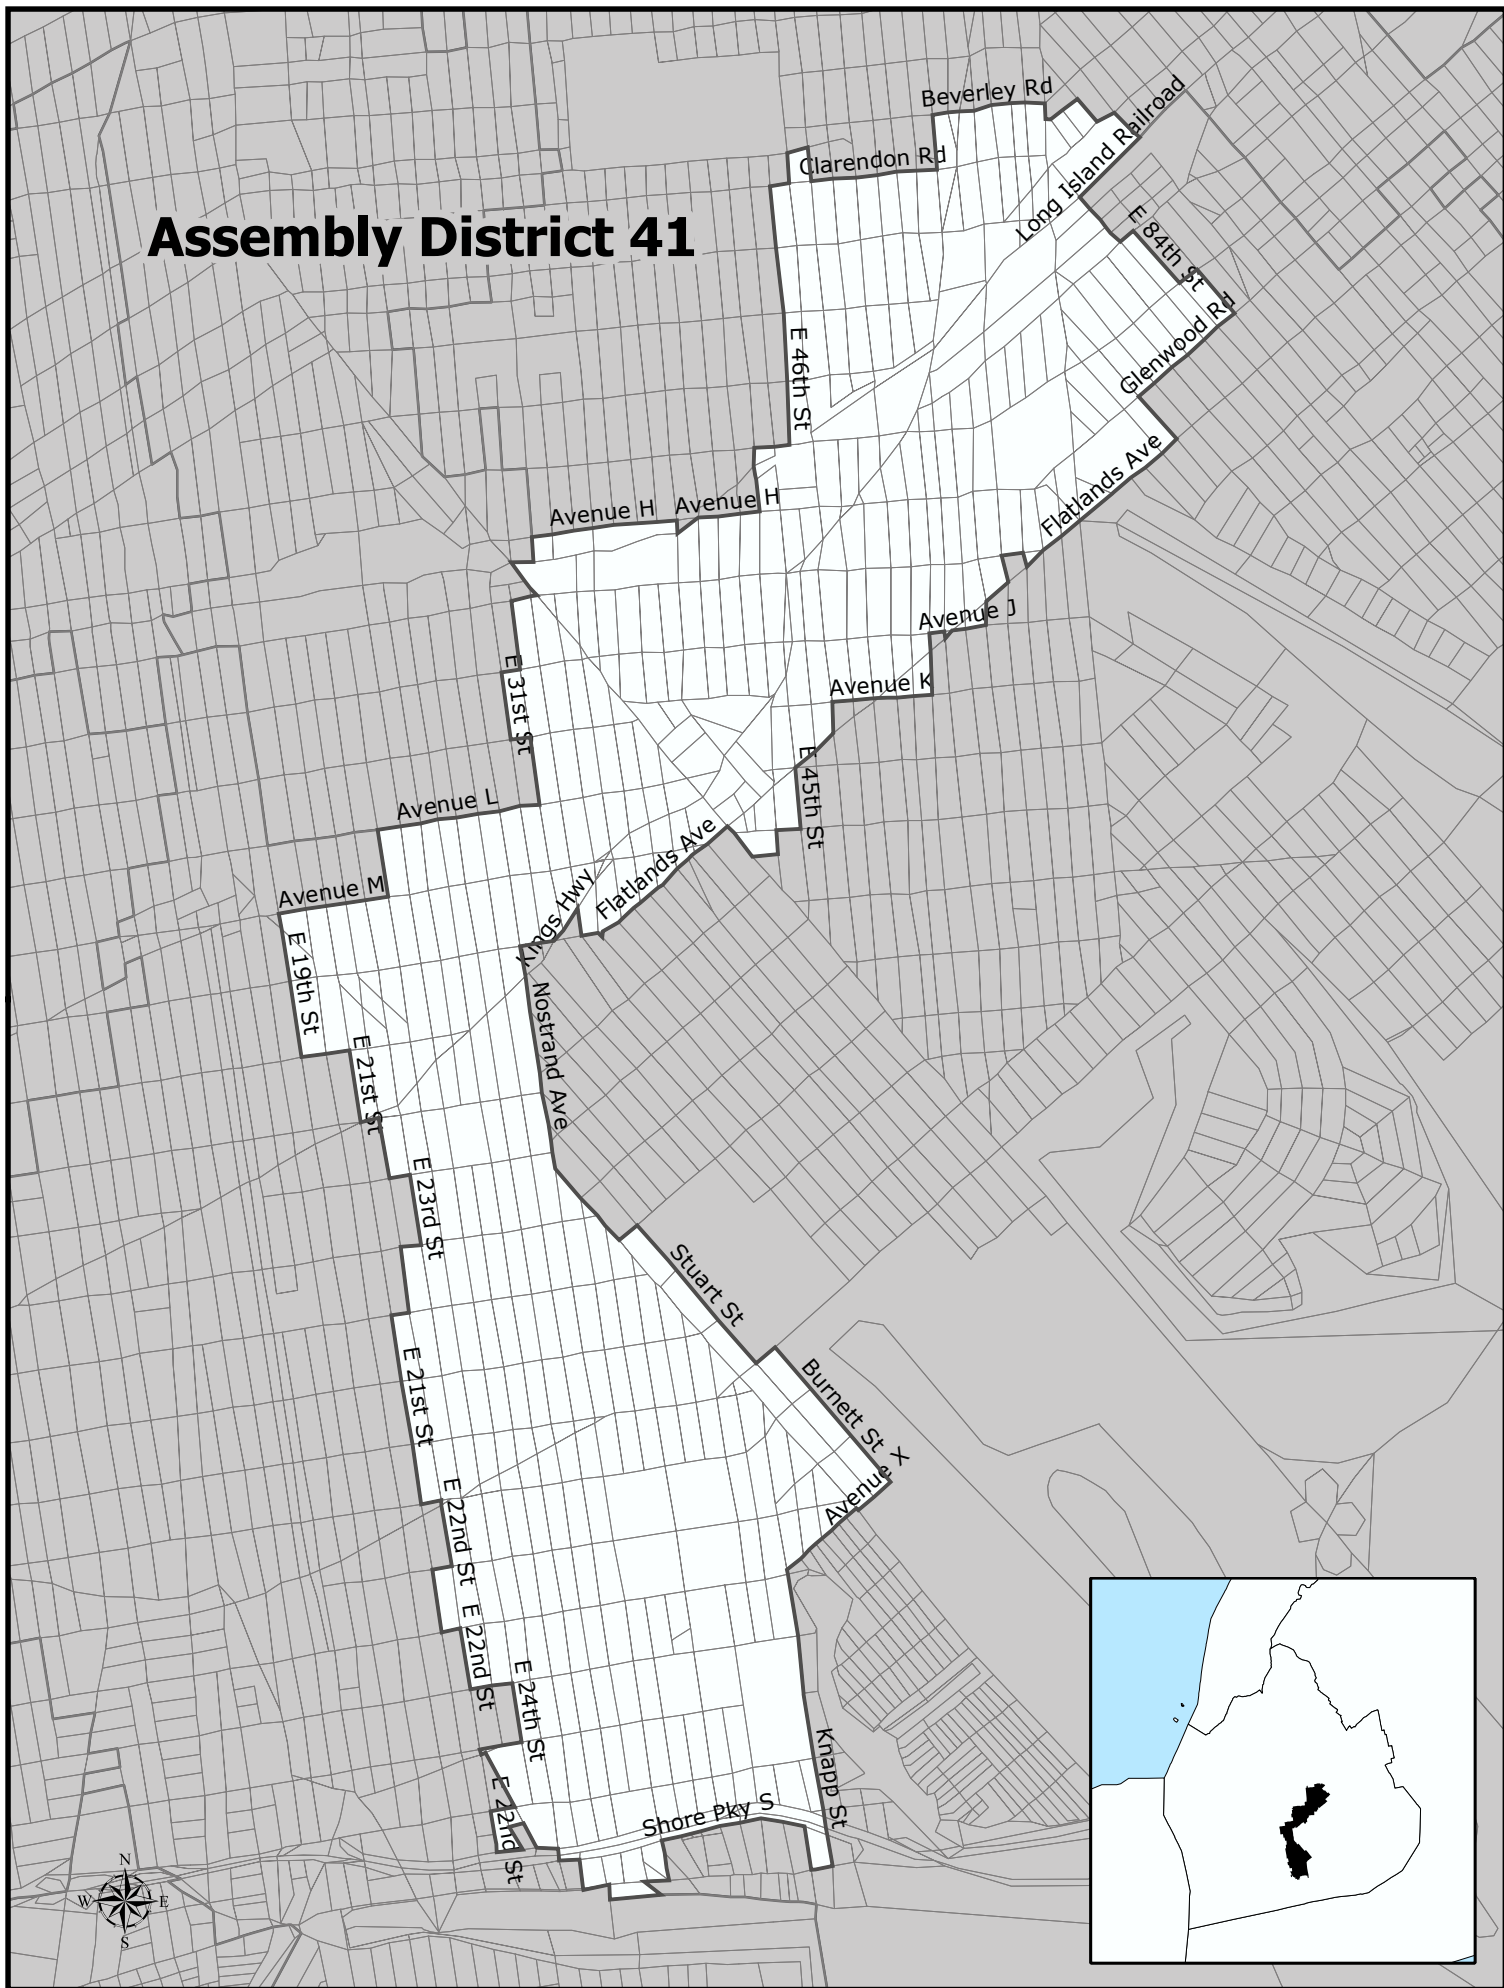 Beverley Rd
Long Island Railroad
Clarendon Rd
Assembly District 41
E 84th St
Glenwood Rd
E 46th St
Flatlands Ave
Avenue H
Avenue H
Avenue J
E 31st St
Avenue K
E 45th St
Avenue L
Flatlands Ave
Kings Hwy
Avenue M
E 19th St
Nostrand Ave
E 21st St
E 23rd St
Stuart St
E 21st St
Burnett St
Avenue X
E 22nd St
E 22nd St
E 24th St
Knapp St
E 22nd St
Shore Pky S
N
W
E
S